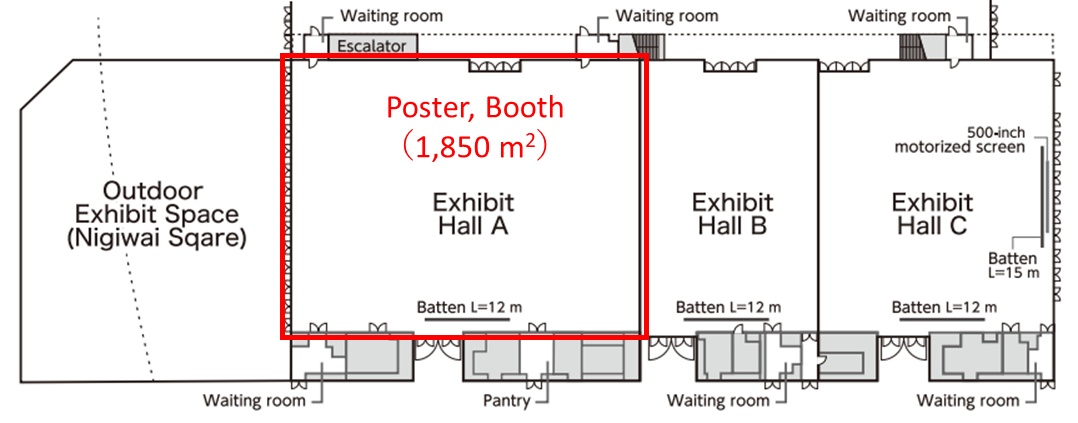 Waiting room
Waiting room
Waiting room
Escalator
Poster, Booth
（1,850 m²）
500-inch
motorized screen
Outdoor
Exhibit Space
(Nigiwai Sqare)
Exhibit
Hall A
Exhibit
Hall B
Exhibit
Hall C
Batten
L=15 m
Batten L=12 m
Batten L=12 m
Batten L=12 m
Waiting room
Pantry
Waiting room
Waiting room